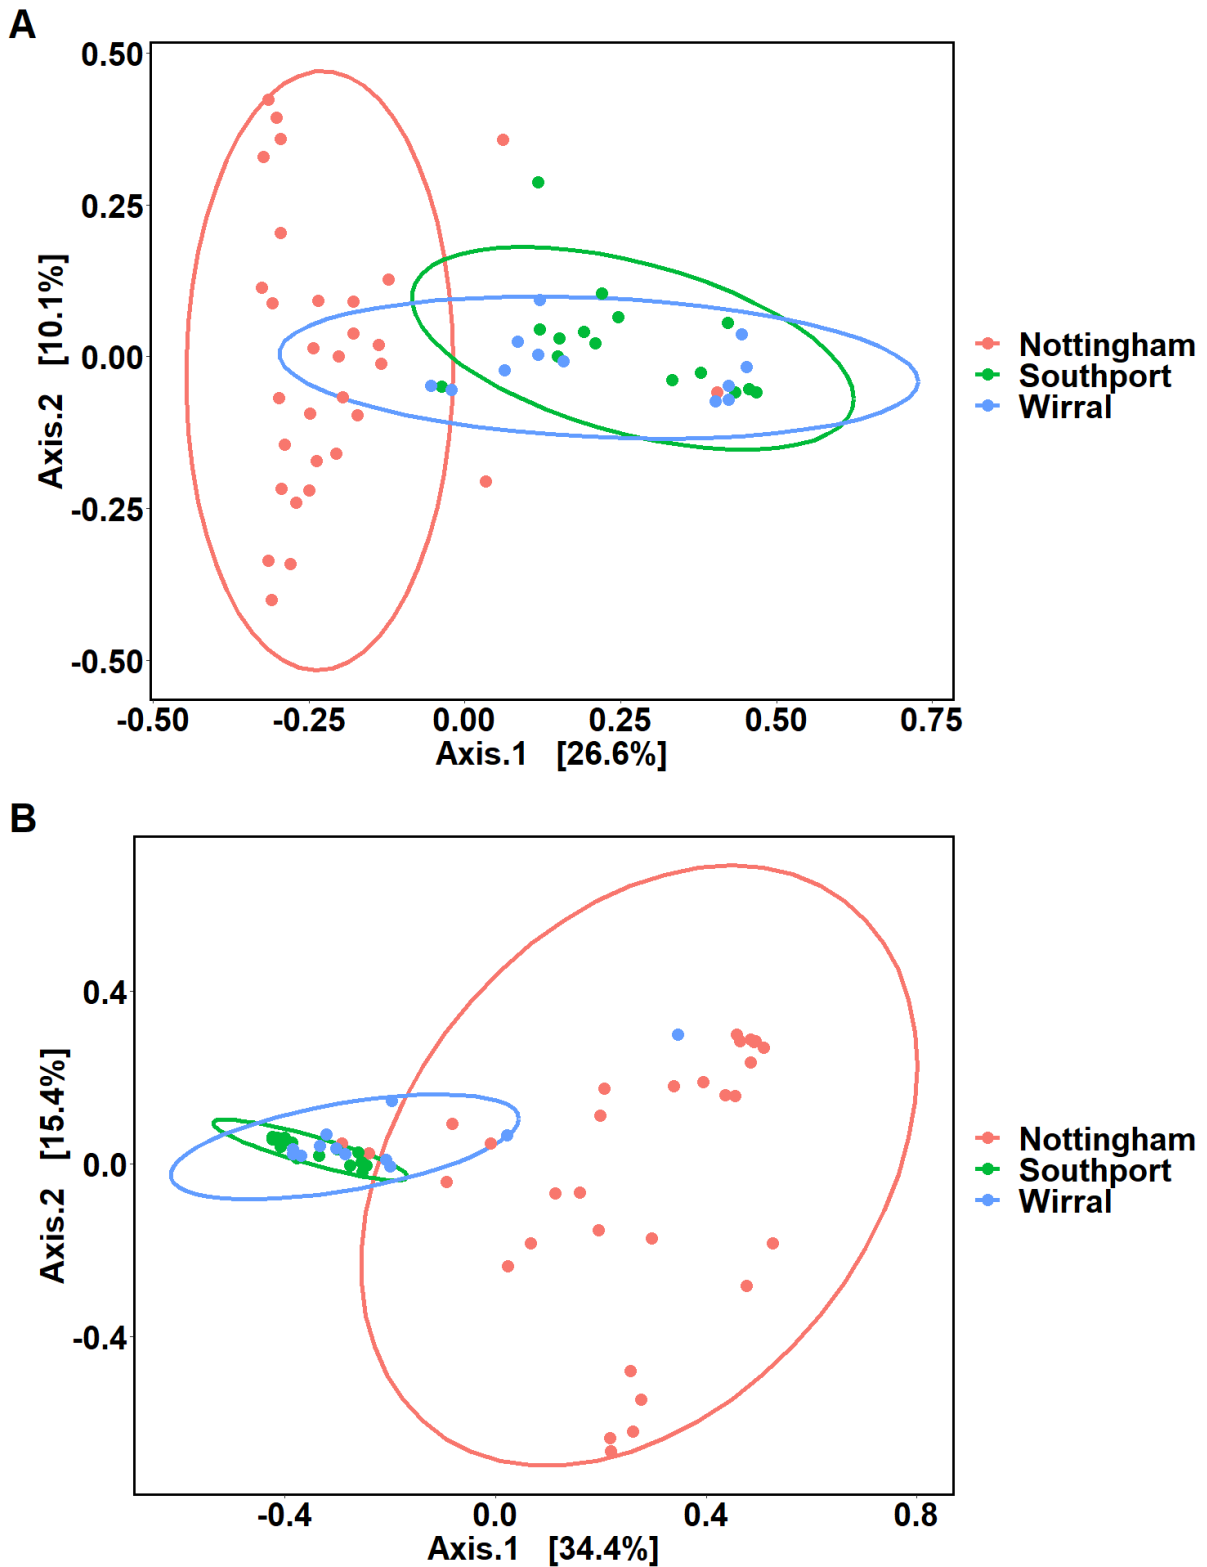 A
0.50
0.25
0.00
-0.25
-0.50
Axis.2 [10.1%]
-0.50 -0.25 0.00 0.25 0.50 0.75
Axis.1 [26.6%]
Nottingham
Southport
Wirral
B
0.4
0.0
-0.4
Axis.2 [15.4%]
-0.4 0.0 0.4 0.8
Axis.1 [34.4%]
Nottingham
Southport
Wirral